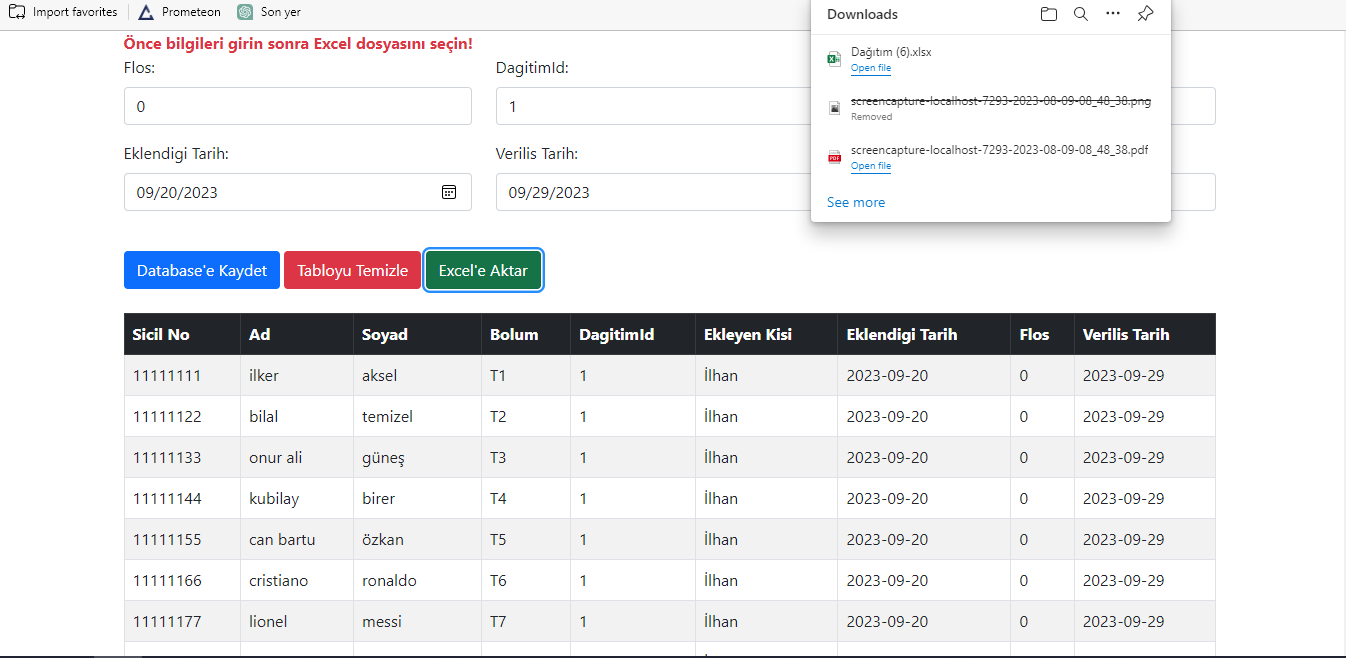 Import favorites Prometeon Son yer
Downloads
Dağıtım (6).xlsx
Open file
screencapture-localhost-7293-2023-08-09-08_48_38.png
Removed
screencapture-localhost-7293-2023-08-09-08_48_38.pdf
Open file
See more
Önce bilgileri girin sonra Excel dosyasını seçin!
Flos: DagitimId:
0 1
Eklendigi Tarih: Verilis Tarih:
09/20/2023 09/29/2023
Database'e Kaydet Tabloyu Temizle Excel'e Aktar
Sicil No Ad Soyad Bolum DagitimId Ekleyen Kisi Eklendigi Tarih Flos Verilis Tarih
11111111 ilker aksel T1 1 İlhan 2023-09-20 0 2023-09-29
11111122 bilal temizel T2 1 İlhan 2023-09-20 0 2023-09-29
11111133 onur ali güneş T3 1 İlhan 2023-09-20 0 2023-09-29
11111144 kubilay birer T4 1 İlhan 2023-09-20 0 2023-09-29
11111155 can bartu özkan T5 1 İlhan 2023-09-20 0 2023-09-29
11111166 cristiano ronaldo T6 1 İlhan 2023-09-20 0 2023-09-29
11111177 lionel messi T7 1 İlhan 2023-09-20 0 2023-09-29